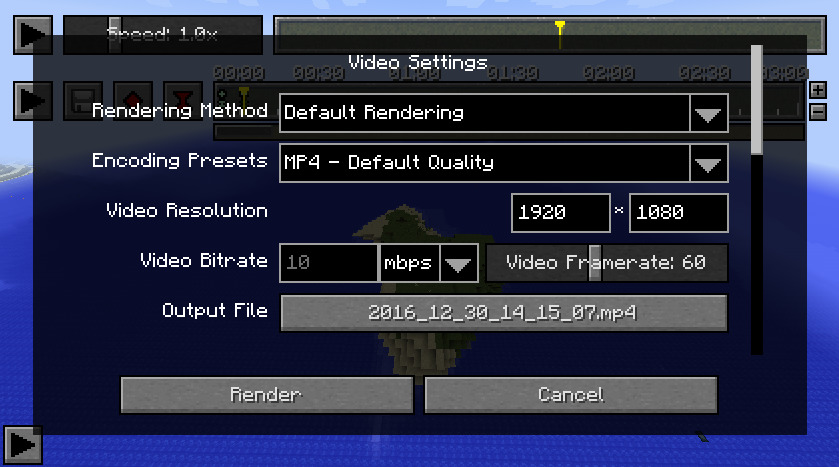 Speed: 1.0x
Video Settings
00:00 00:30 01:00 01:30 02:00 02:30 03:00
Rendering Method Default Rendering
Encoding Presets MP4 - Default Quality
Video Resolution 1920 × 1080
Video Bitrate 10 mbps Video Framerate: 60
Output File 2016_12_30_14_15_07.mp4
Render Cancel